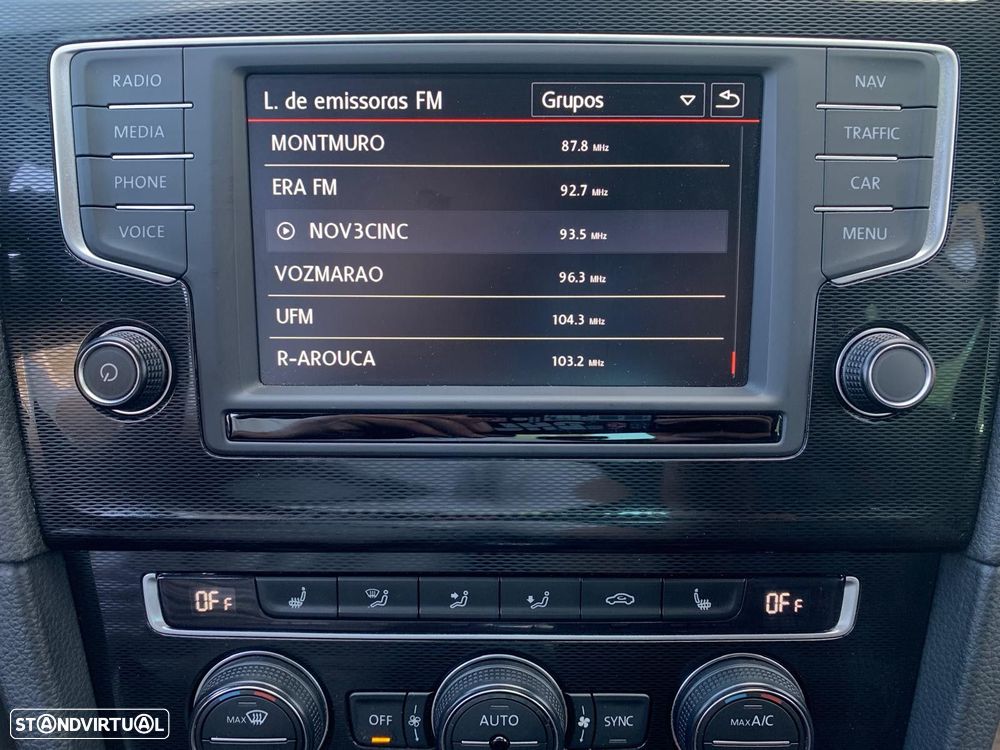 RADIO
MEDIA
PHONE
VOICE
L. de emissoras FM Grupos
MONTMURO 87.8 MHz
ERA FM 92.7 MHz
NOV3CINC 93.5 MHz
VOZMARAO 96.3 MHz
UFM 104.3 MHz
R-AROUCA 103.2 MHz
NAV
TRAFFIC
CAR
MENU
OFF
OFF
MAX
OFF
AUTO
SYNC
MAX A/C
STANDVIRTUAL